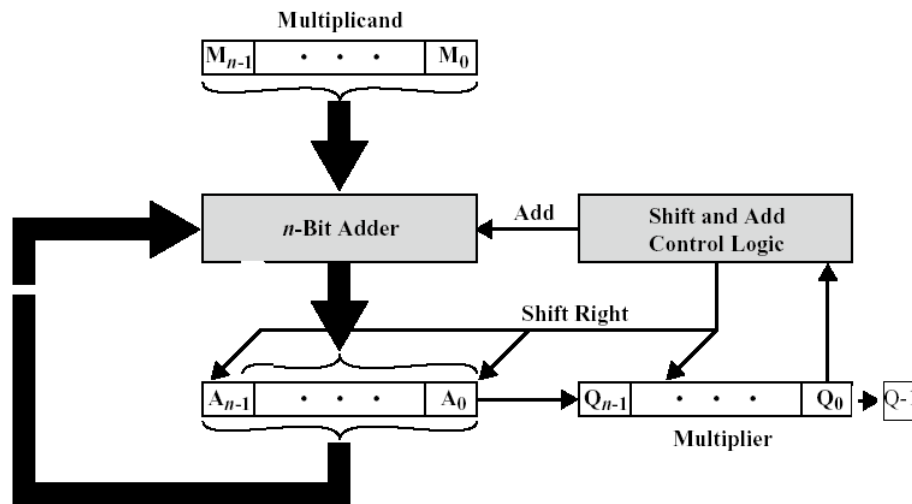 Multiplicand
Mn-1 · · · M0
n-Bit Adder
Add
Shift and Add
Control Logic
Shift Right
An-1 · · · A0
Qn-1 · · · Q0
Q-1
Multiplier